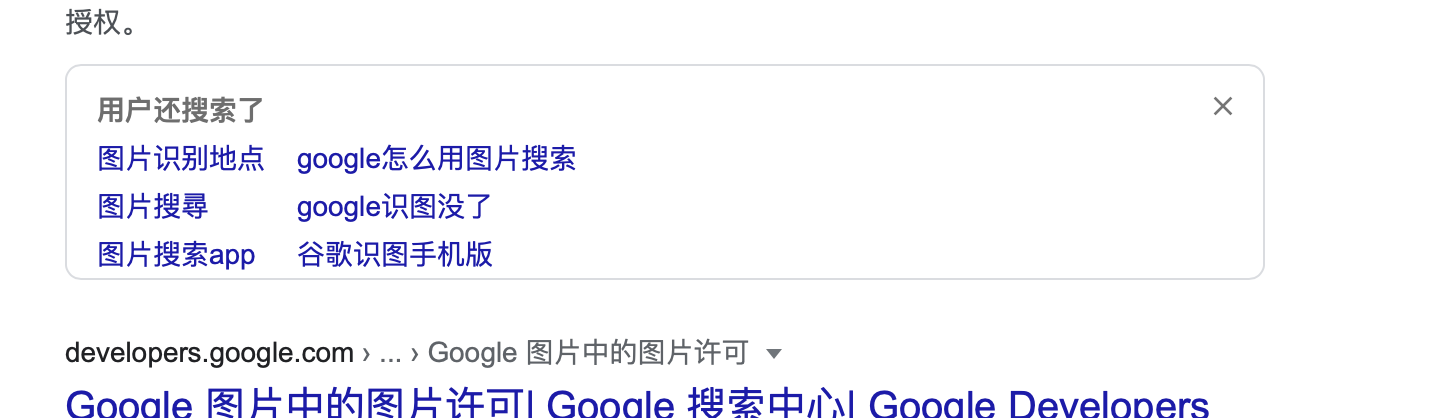 授权。
用户还搜索了
图片识别地点 google怎么用图片搜索
图片搜尋 google识图没了
图片搜索app 谷歌识图手机版
developers.google.com › ... › Google 图片中的图片许可
Google 图片中的图片许可| Google 搜索中心| Google Developers